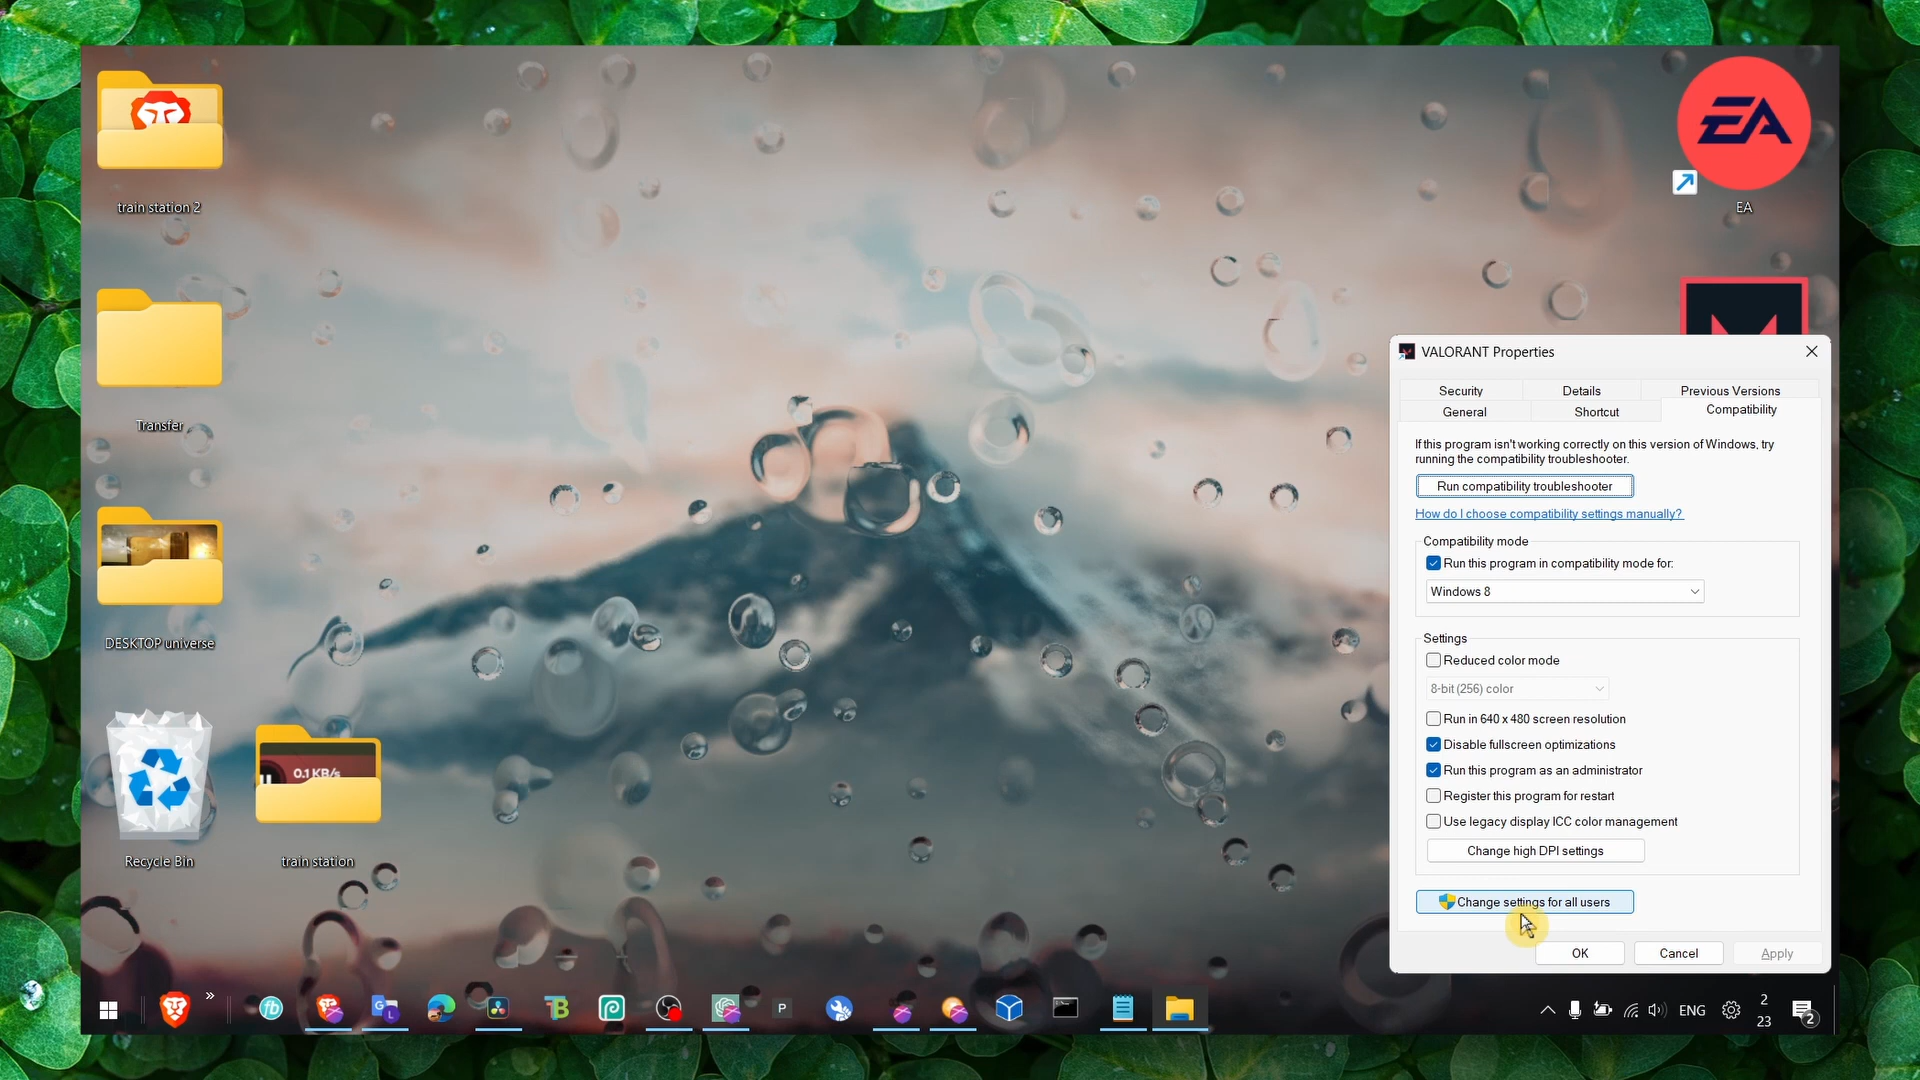 train station 2
Transfer
DESKTOP universe
Recycle Bin
0.1 KB/s
train station
EA
EA
VALORANT Properties
Security
Details
Previous Versions
General
Shortcut
Compatibility
If this program isn't working correctly on this version of Windows, try
running the compatibility troubleshooter.
Run compatibility troubleshooter
How do I choose compatibility settings manually?
Compatibility mode
Run this program in compatibility mode for:
Windows 8
Settings
Reduced color mode
8-bit (256) color
Run in 640 x 480 screen resolution
Disable fullscreen optimizations
Run this program as an administrator
Register this program for restart
Use legacy display ICC color management
Change high DPI settings
Change settings for all users
OK
Cancel
Apply
fb
G
L
TB
P
ENG
2
23
2